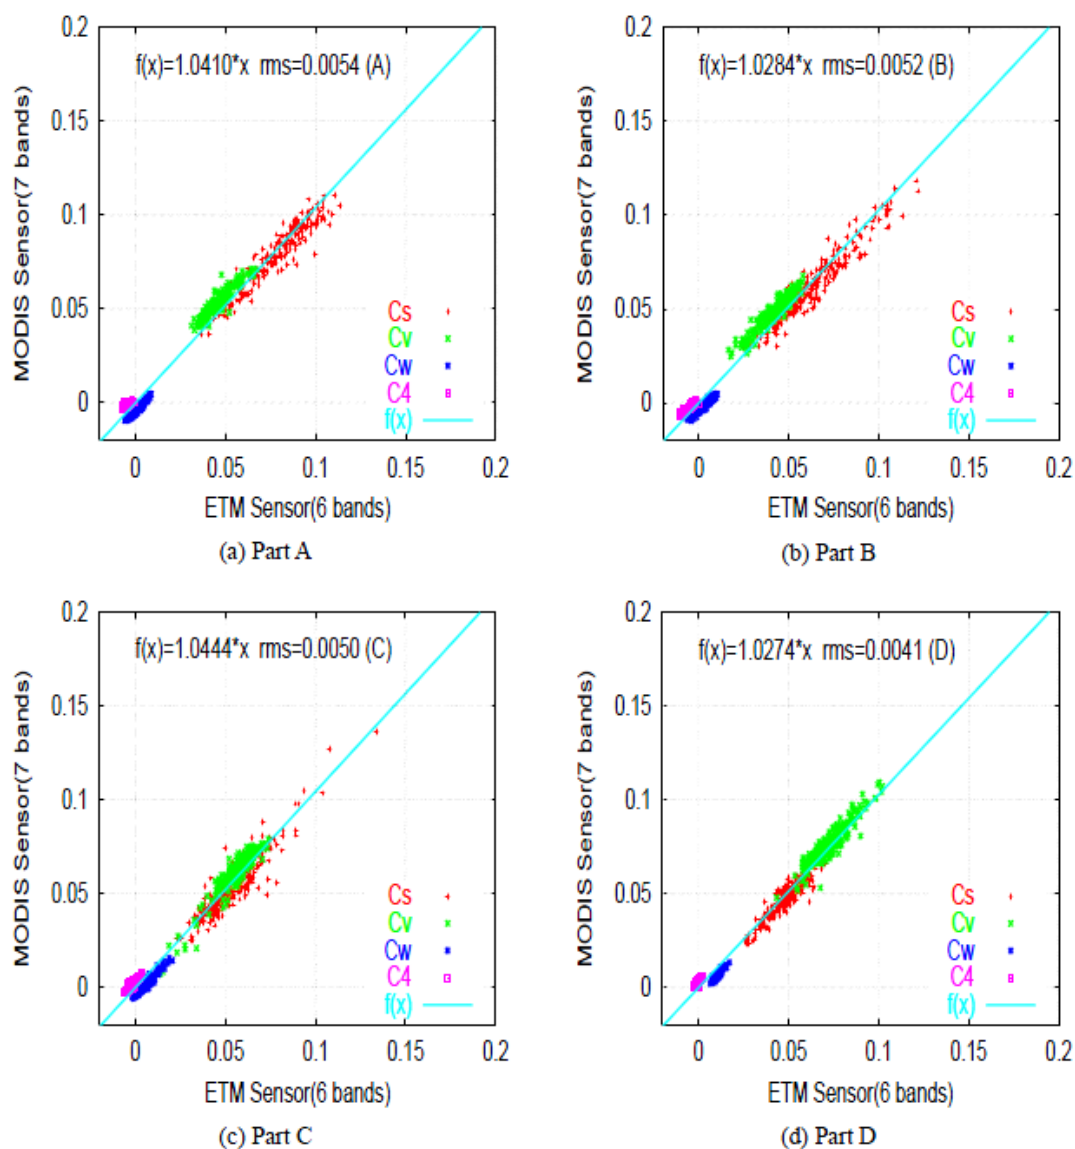 f(x)=1.0410*x rms=0.0054 (A)
MODIS Sensor(7 bands)
0.2
0.15
0.1
0.05
0
Cs
Cv
Cw
C4
f(x)
0 0.05 0.1 0.15 0.2
ETM Sensor(6 bands)
(a) Part A
f(x)=1.0284*x rms=0.0052 (B)
MODIS Sensor(7 bands)
0.2
0.15
0.1
0.05
0
Cs
Cv
Cw
C4
f(x)
0 0.05 0.1 0.15 0.2
ETM Sensor(6 bands)
(b) Part B
f(x)=1.0444*x rms=0.0050 (C)
MODIS Sensor(7 bands)
0.2
0.15
0.1
0.05
0
Cs
Cv
Cw
C4
f(x)
0 0.05 0.1 0.15 0.2
ETM Sensor(6 bands)
(c) Part C
f(x)=1.0274*x rms=0.0041 (D)
MODIS Sensor(7 bands)
0.2
0.15
0.1
0.05
0
Cs
Cv
Cw
C4
f(x)
0 0.05 0.1 0.15 0.2
ETM Sensor(6 bands)
(d) Part D